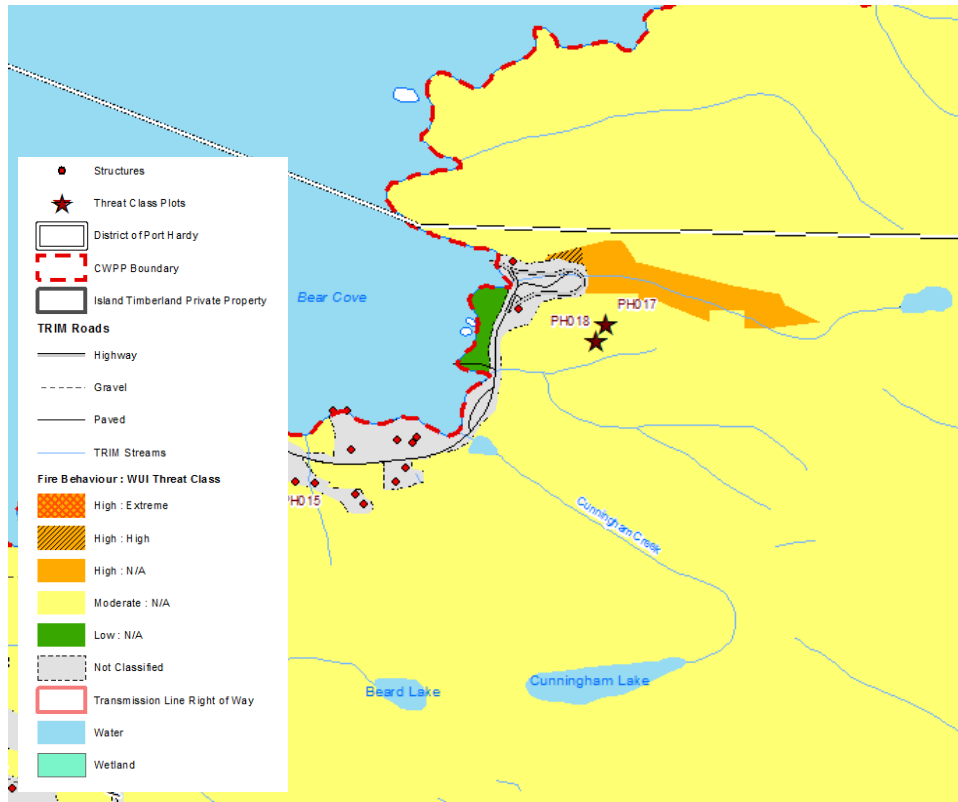 Structures
Threat Class Plots
District of Port Hardy
CWPP Boundary
Island Timberland Private Property
TRIM Roads
Highway
Gravel
Paved
TRIM Streams
Fire Behaviour : WUI Threat Class
High : Extreme
High : High
High : N/A
Moderate : N/A
Low : N/A
Not Classified
Transmission Line Right of Way
Water
Wetland
Bear Cove
PH017
PH018
PH015
Cunningham Creek
Beard Lake
Cunningham Lake